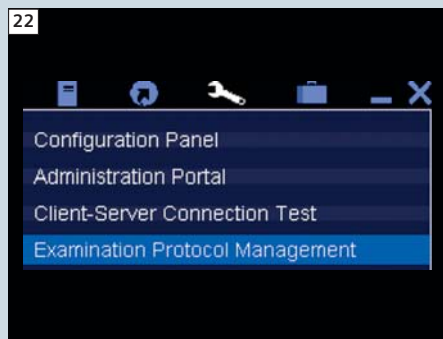 22
Configuration Panel
Administration Portal
Client-Server Connection Test
Examination Protocol Management